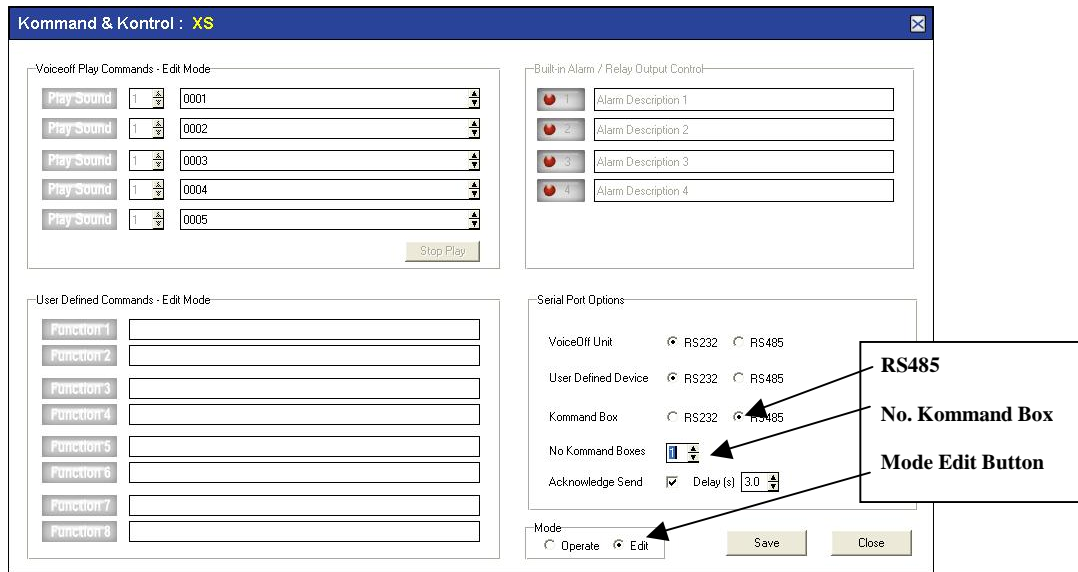 Kommand & Kontrol : XS
Voiceoff Play Commands - Edit Mode
Play Sound 1 0001
Play Sound 1 0002
Play Sound 1 0003
Play Sound 1 0004
Play Sound 1 0005
Stop Play
Built-in Alarm / Relay Output Control
1 Alarm Description 1
2 Alarm Description 2
3 Alarm Description 3
4 Alarm Description 4
User Defined Commands - Edit Mode
Function 1
Function 2
Function 3
Function 4
Function 5
Function 6
Function 7
Function 8
Serial Port Options
VoiceOff Unit RS232 RS485
User Defined Device RS232 RS485
Kommand Box RS232 RS485
No Kommand Boxes 1
Acknowledge Send Delay (s) 3.0
Mode
Operate Edit
Save Close
RS485
No. Kommand Box
Mode Edit Button